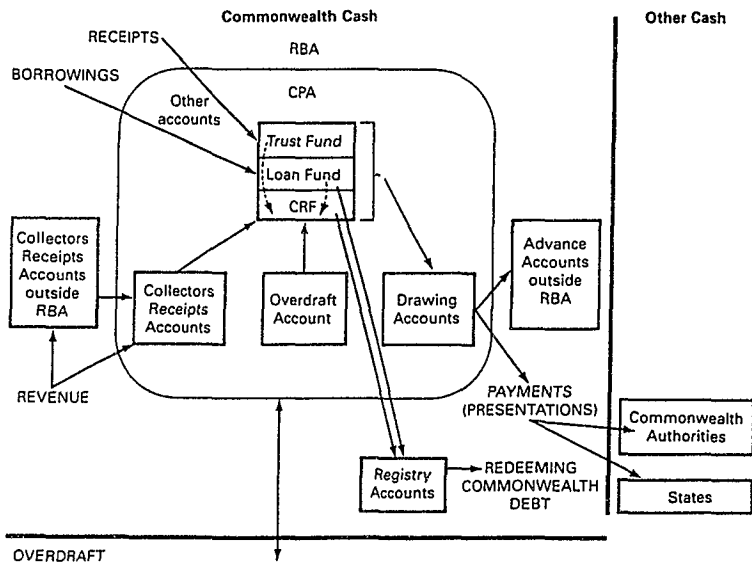 Commonwealth Cash
Other Cash
RECEIPTS
RBA
BORROWINGS
CPA
Other
accounts
Trust Fund
Loan Fund
CRF
Collectors
Receipts
Accounts
outside
RBA
Collectors
Receipts
Accounts
Overdraft
Account
Drawing
Accounts
Advance
Accounts
outside
RBA
REVENUE
PAYMENTS
(PRESENTATIONS)
Commonwealth
Authorities
Registry
Accounts
REDEEMING
COMMONWEALTH
DEBT
States
OVERDRAFT